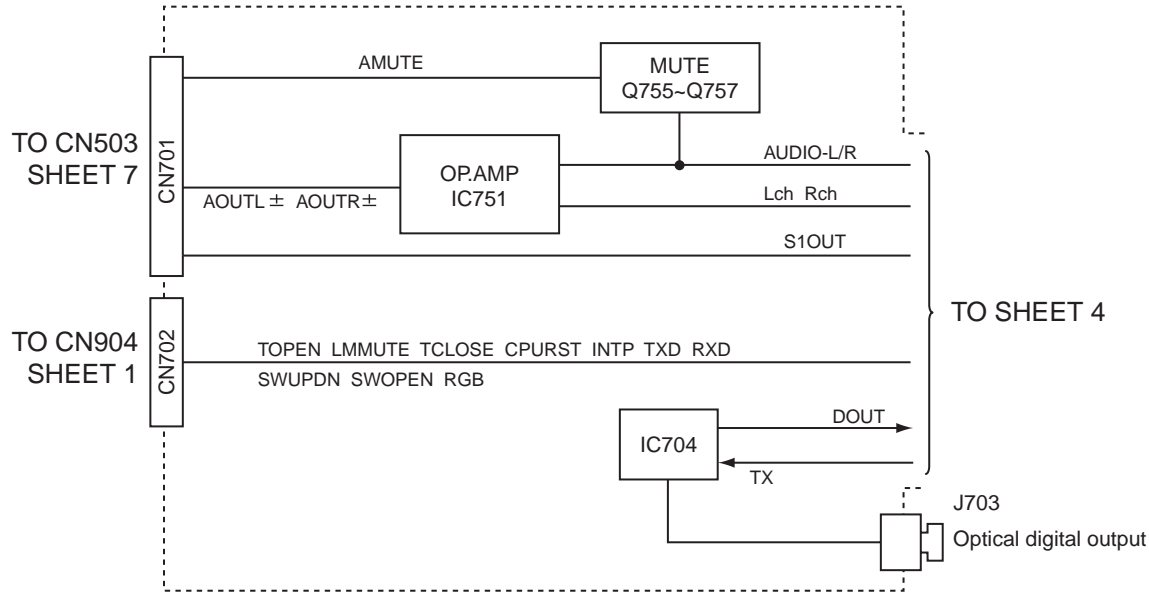 AMUTE
MUTE
Q755~Q757
TO CN503
SHEET 7
CN701
AOUTL± AOUTR±
OP.AMP
IC751
AUDIO-L/R
Lch Rch
S1OUT
TO SHEET 4
TO CN904
SHEET 1
CN702
TOPEN LMMUTE TCLOSE CPURST INTP TXD RXD
SWUPDN SWOPEN RGB
IC704
DOUT
TX
J703
Optical digital output